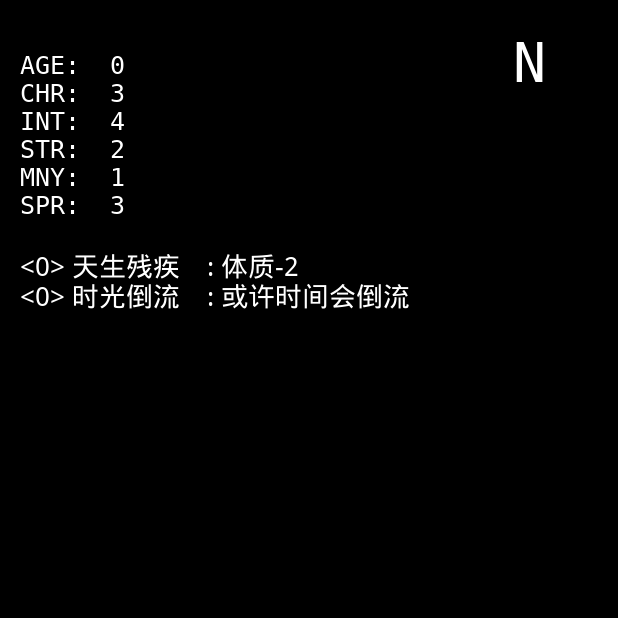 N
AGE: 0
CHR: 3
INT: 4
STR: 2
MNY: 1
SPR: 3
<O> 天生残疾 : 体质-2
<O> 时光倒流 : 或许时间会倒流